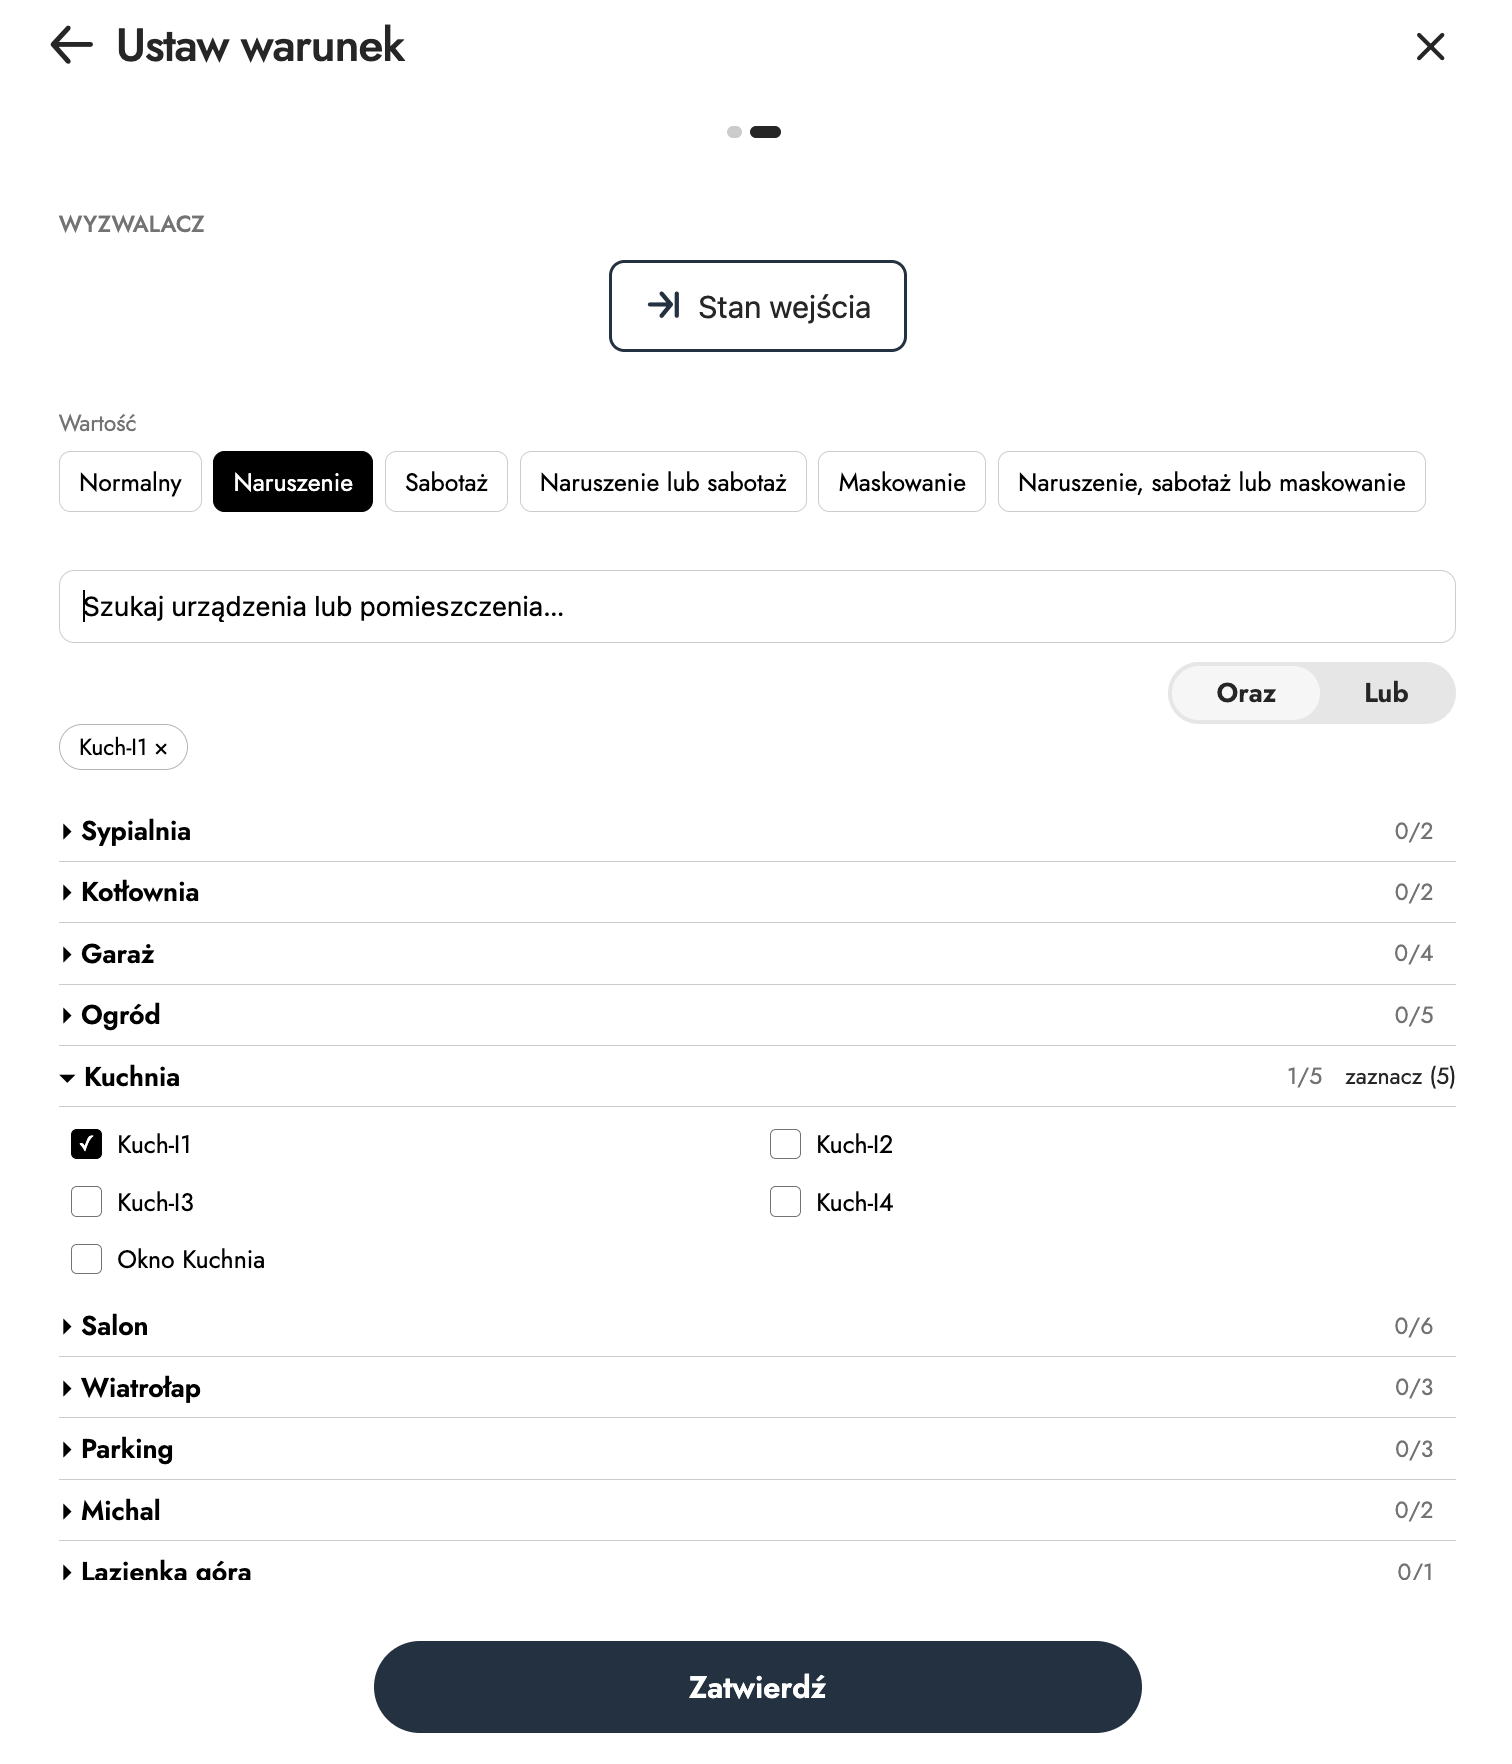 Ustaw warunek
WYZWALACZ
Stan wejścia
Wartość
Normalny Naruszenie Sabotaż Naruszenie lub sabotaż Maskowanie Naruszenie, sabotaż lub maskowanie
Szukaj urządzenia lub pomieszczenia...
Oraz Lub
Kuch-I1 ×
Sypialnia 0/2
Kotłownia 0/2
Garaż 0/4
Ogród 0/5
Kuchnia 1/5 zaznacz (5)
Kuch-I1 Kuch-I2
Kuch-I3 Kuch-I4
Okno Kuchnia
Salon 0/6
Wiatrołap 0/3
Parking 0/3
Michal 0/2
Lazienka góra 0/1
Zatwierdź